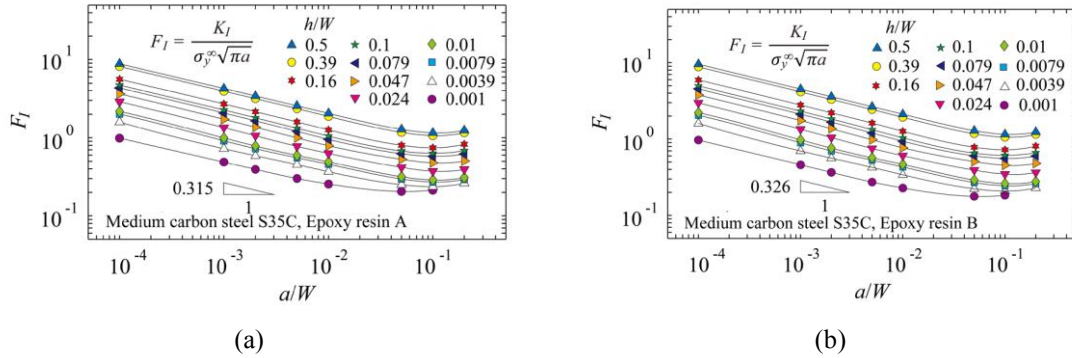 F_I = K_I / σ_y^∞ √πa
h/W
0.5 0.1 0.01
0.39 0.079 0.0079
0.16 0.047 0.0039
0.024 0.001
10^1
10^0
10^-1
F_I
0.315
1
Medium carbon steel S35C, Epoxy resin A
10^-4 10^-3 10^-2 10^-1
a/W
(a)
F_I = K_I / σ_y^∞ √πa
h/W
0.5 0.1 0.01
0.39 0.079 0.0079
0.16 0.047 0.0039
0.024 0.001
10^1
10^0
10^-1
F_I
0.326
1
Medium carbon steel S35C, Epoxy resin B
10^-4 10^-3 10^-2 10^-1
a/W
(b)